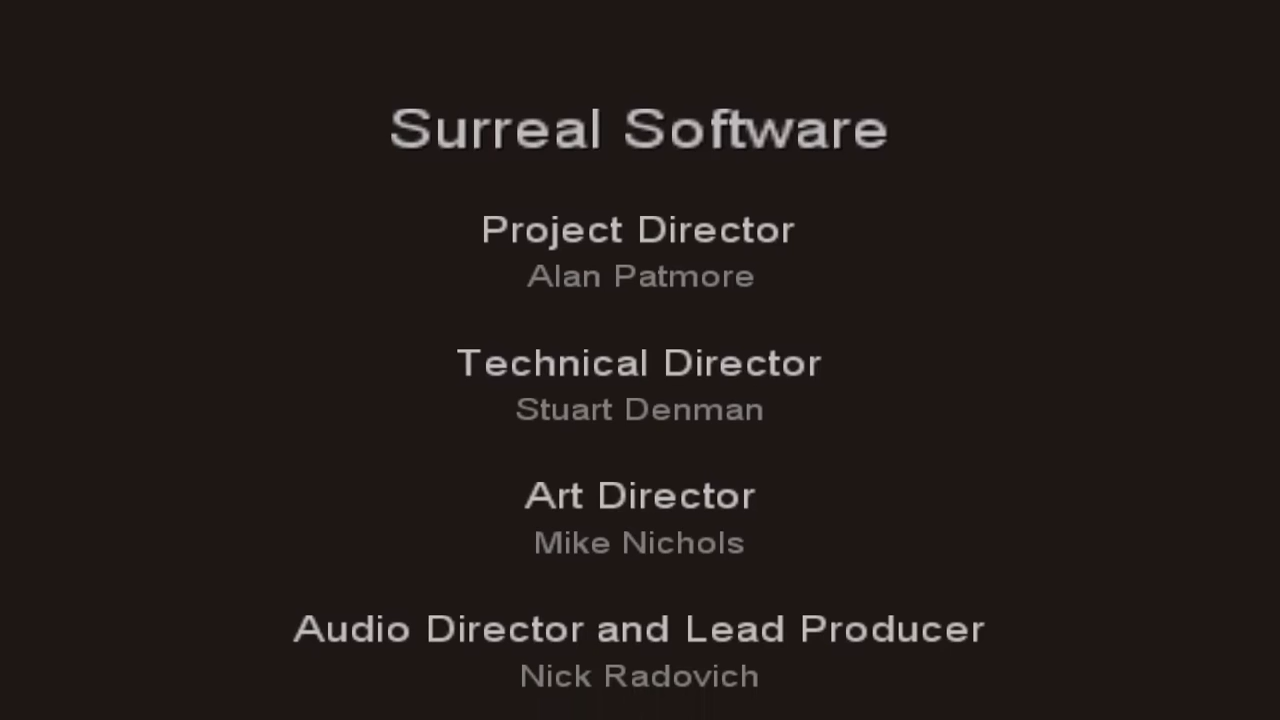 Surreal Software
Project Director
Alan Patmore
Technical Director
Stuart Denman
Art Director
Mike Nichols
Audio Director and Lead Producer
Nick Radovich